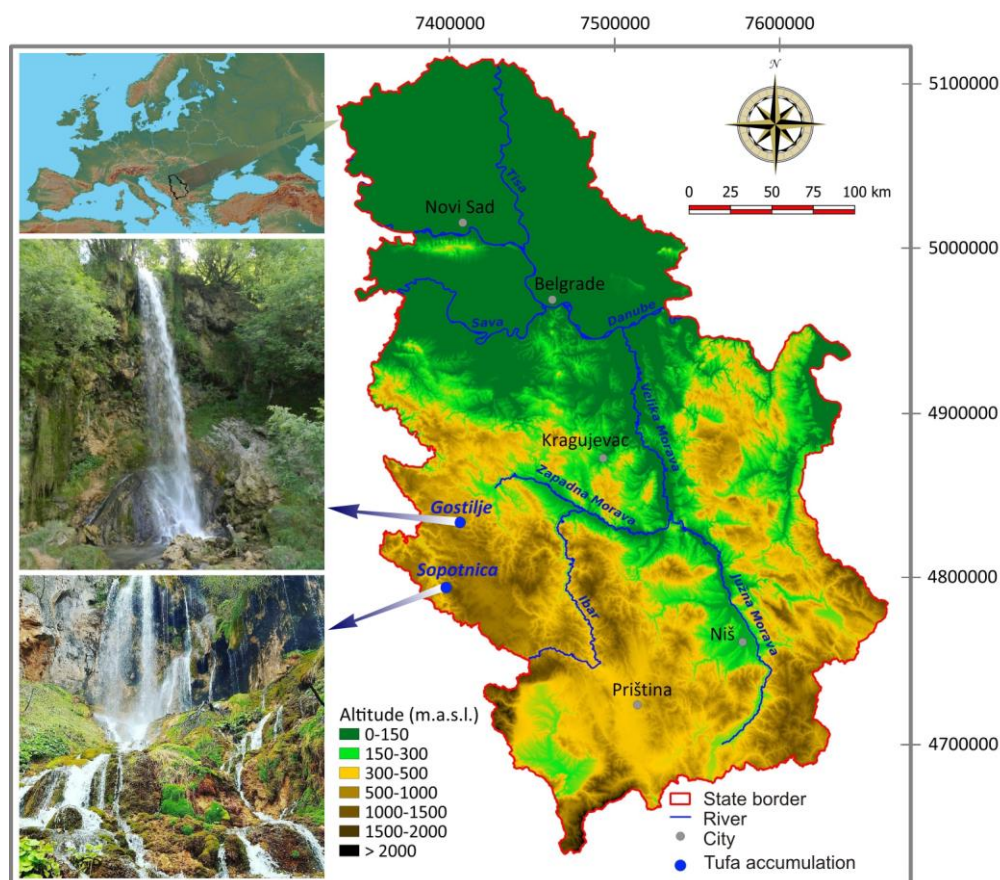 7400000
7500000
7600000
5100000
5000000
4900000
4800000
4700000
N
0 25 50 75 100 km
Tisa
Novi Sad
Belgrade
Sava
Danube
Velika Morava
Kragujevac
Zapadna Morava
Gostilje
Sopotnica
Ibar
Južna Morava
Niš
Priština
Altitude (m.a.s.l.)
0-150
150-300
300-500
500-1000
1000-1500
1500-2000
> 2000
State border
River
City
Tufa accumulation